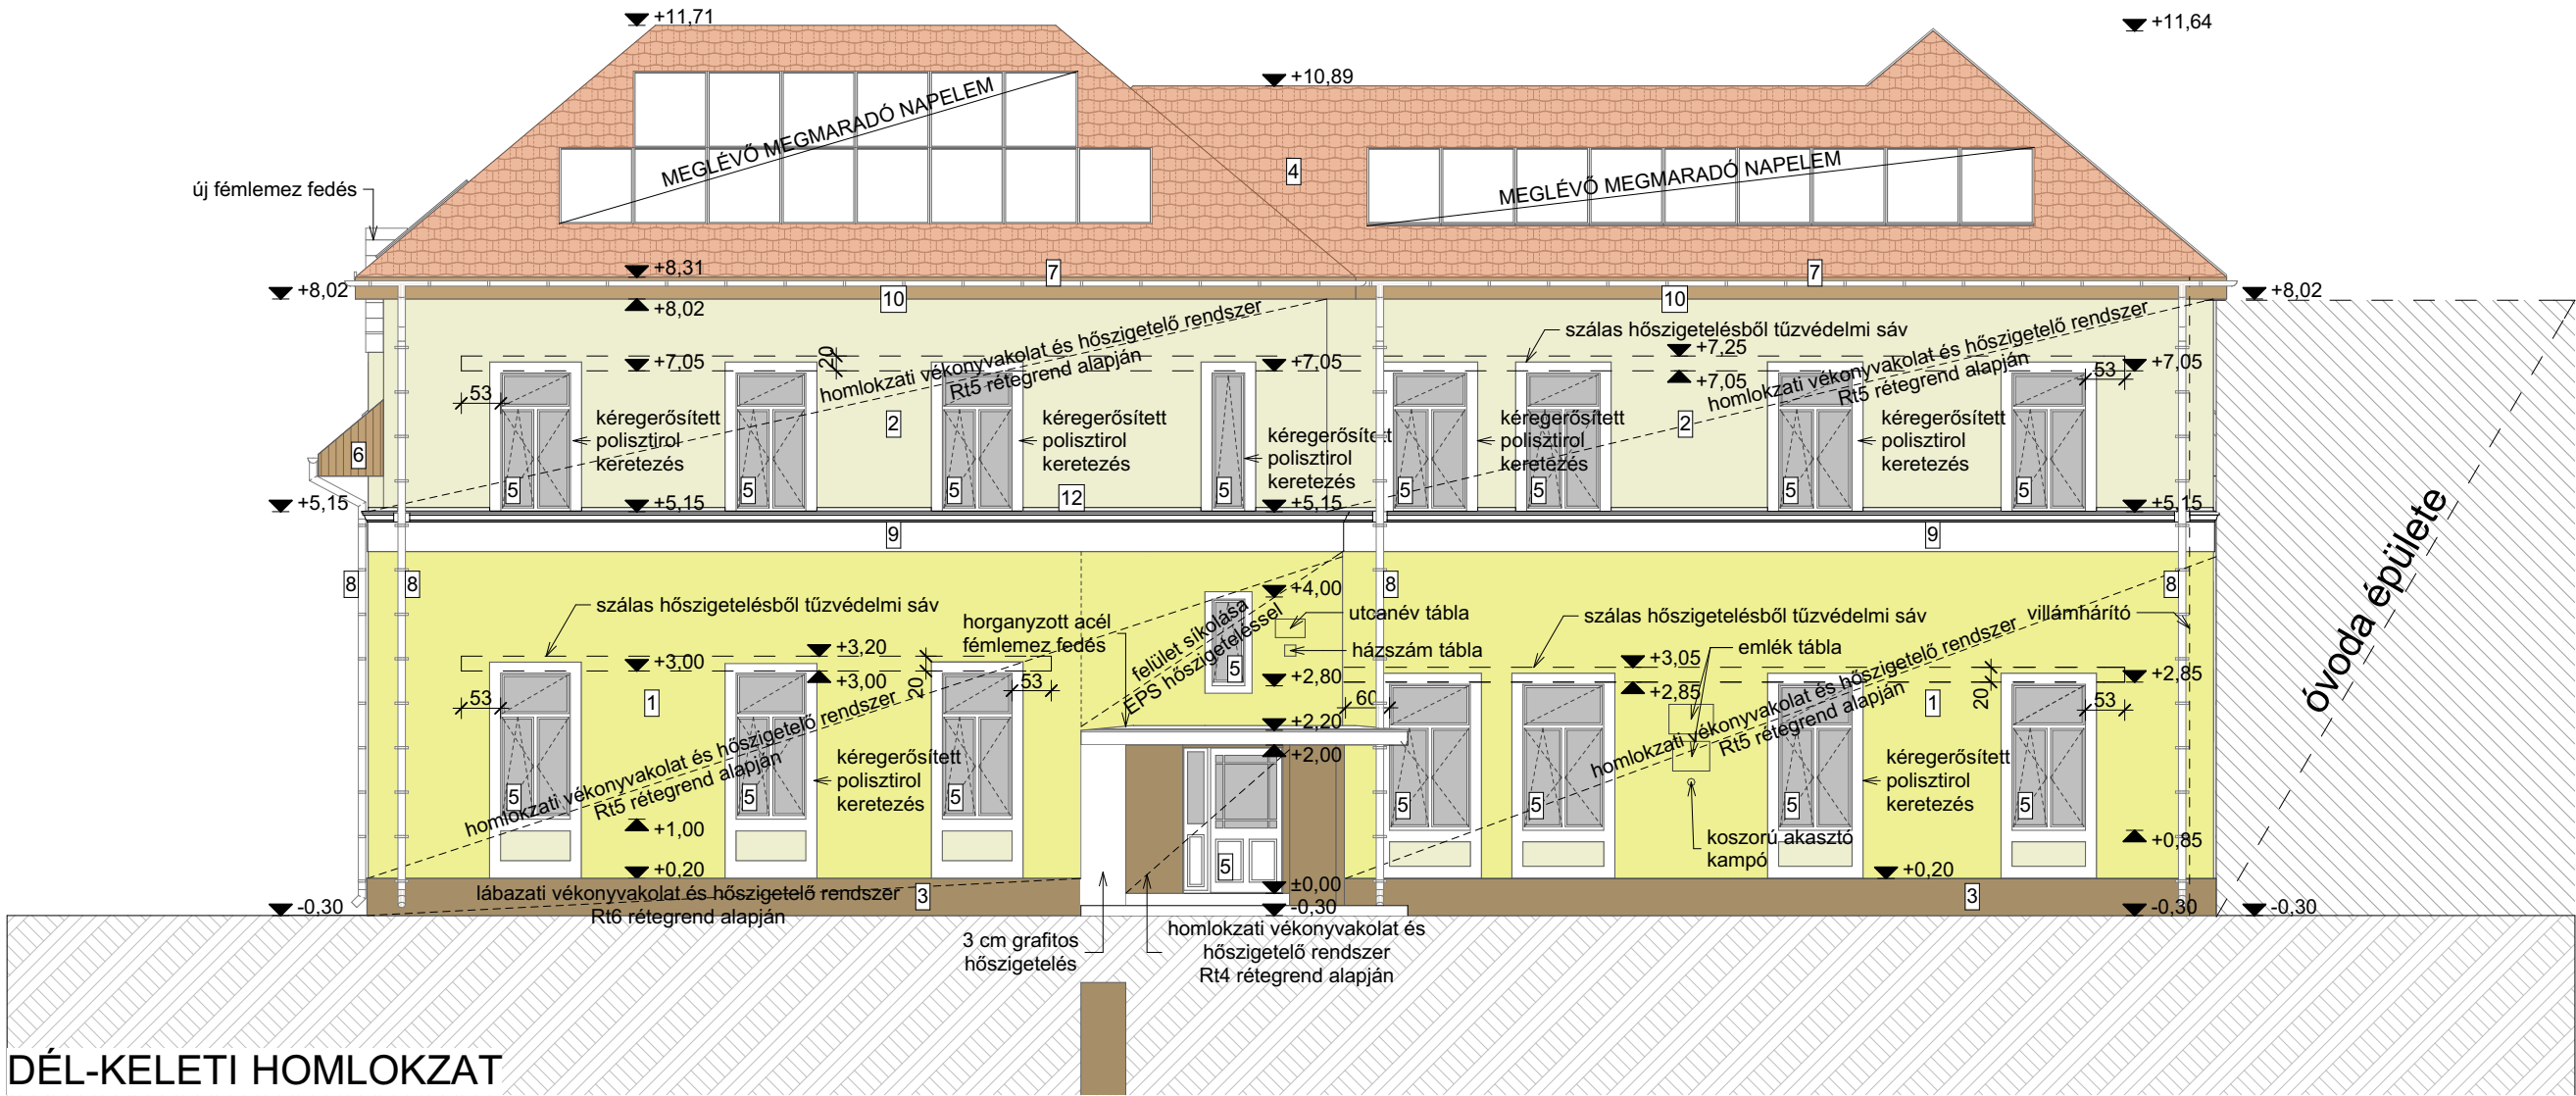 +11,71
+11,64
+10,89
MEGLÉVŐ MEGMARADÓ NAPELEM
MEGLÉVŐ MEGMARADÓ NAPELEM
4
új fémlemez fedés
+8,31
7
7
+8,02
10
10
+8,02
+8,02
szálas hőszigetelésből tűzvédelmi sáv
+7,05
20
+7,05
+7,25
+7,05
+7,05
homlokzati vékonyvakolat és hőszigetelő rendszer
Rt5 rétegrend alapján
homlokzati vékonyvakolat és hőszigetelő rendszer
Rt5 rétegrend alapján
53
53
kéregerősített
polisztirol
keretezés
2
kéregerősített
polisztirol
keretezés
kéregerősített
polisztirol
keretezés
kéregerősített
polisztirol
keretezés
2
kéregerősített
polisztirol
keretezés
6
5
5
5
5
5
5
5
5
+5,15
+5,15
12
+5,15
+5,15
9
9
óvoda épülete
8
8
8
8
+4,00
szálas hőszigetelésből tűzvédelmi sáv
horganyzott acél
fémlemez fedés
felület síkolása
EPS hőszigeteléssel
utcanév tábla
házszám tábla
szálas hőszigetelésből tűzvédelmi sáv
villámhárító
emlék tábla
+3,20
+3,00
+3,00
20
53
53
5
+2,80
60
+3,05
+2,85
+2,85
20
53
1
1
+2,20
+2,00
homlokzati vékonyvakolat és hőszigetelő rendszer
Rt5 rétegrend alapján
homlokzati vékonyvakolat és hőszigetelő rendszer
Rt5 rétegrend alapján
kéregerősített
polisztirol
keretezés
kéregerősített
polisztirol
keretezés
5
5
5
5
5
5
5
5
koszorú akasztó
kampó
+1,00
+0,85
+0,20
+0,20
±0,00
-0,30
-0,30
-0,30
-0,30
lábazati vékonyvakolat és hőszigetelő rendszer
Rt6 rétegrend alapján
3
3
3 cm grafitos
hőszigetelés
homlokzati vékonyvakolat és
hőszigetelő rendszer
Rt4 rétegrend alapján
DÉL-KELETI HOMLOKZAT